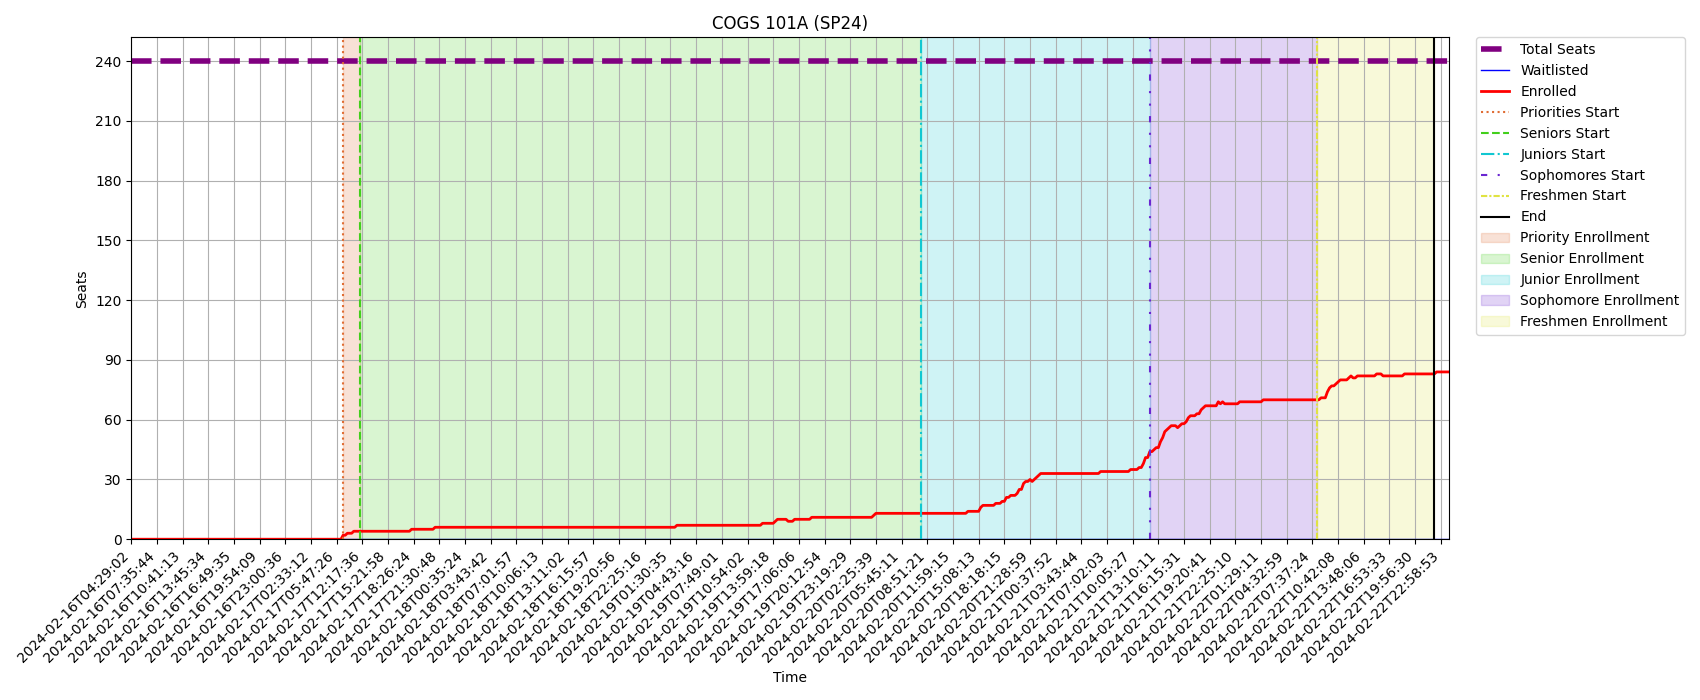 COGS 101A (SP24)
Seats
240
210
180
150
120
90
60
30
0
2024-02-16T04:29:02
2024-02-16T07:35:44
2024-02-16T10:41:13
2024-02-16T13:45:34
2024-02-16T16:49:35
2024-02-16T19:54:09
2024-02-16T23:00:36
2024-02-17T02:33:12
2024-02-17T05:47:26
2024-02-17T12:17:36
2024-02-17T15:21:58
2024-02-17T18:26:24
2024-02-17T21:30:48
2024-02-18T00:35:24
2024-02-18T03:43:42
2024-02-18T07:01:57
2024-02-18T10:06:13
2024-02-18T13:11:02
2024-02-18T16:15:57
2024-02-18T19:20:56
2024-02-18T22:25:16
2024-02-19T01:30:35
2024-02-19T04:43:16
2024-02-19T07:49:01
2024-02-19T10:54:02
2024-02-19T13:59:18
2024-02-19T17:06:06
2024-02-19T20:12:54
2024-02-19T23:19:29
2024-02-20T02:25:39
2024-02-20T05:45:11
2024-02-20T08:51:21
2024-02-20T11:59:15
2024-02-20T15:08:13
2024-02-20T18:18:15
2024-02-20T21:28:59
2024-02-21T00:37:52
2024-02-21T03:43:44
2024-02-21T07:02:03
2024-02-21T10:05:27
2024-02-21T13:10:11
2024-02-21T16:15:31
2024-02-21T19:20:41
2024-02-21T22:25:10
2024-02-22T01:29:11
2024-02-22T04:32:59
2024-02-22T07:37:24
2024-02-22T10:42:08
2024-02-22T13:48:06
2024-02-22T16:53:33
2024-02-22T19:56:30
2024-02-22T22:58:53
Time
Total Seats
Waitlisted
Enrolled
Priorities Start
Seniors Start
Juniors Start
Sophomores Start
Freshmen Start
End
Priority Enrollment
Senior Enrollment
Junior Enrollment
Sophomore Enrollment
Freshmen Enrollment